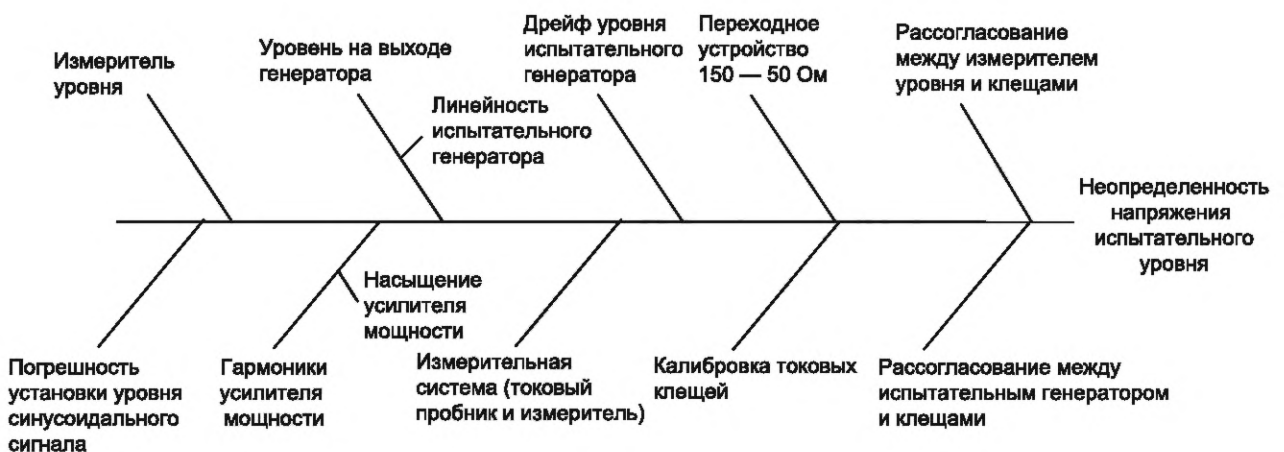 Измеритель
уровня
Уровень на выходе
генератора
Линейность
испытательного
генератора
Дрейф уровня
испытательного
генератора
Переходное
устройство
150 — 50 Ом
Рассогласование
между измерителем
уровня и клещами
Неопределенность
напряжения
испытательного
уровня
Погрешность
установки уровня
синусоидального
сигнала
Гармоники
усилителя
мощности
Насыщение
усилителя
мощности
Измерительная
система (токовый
пробник и измеритель)
Калибровка токовых
клещей
Рассогласование между
испытательным генератором
и клещами